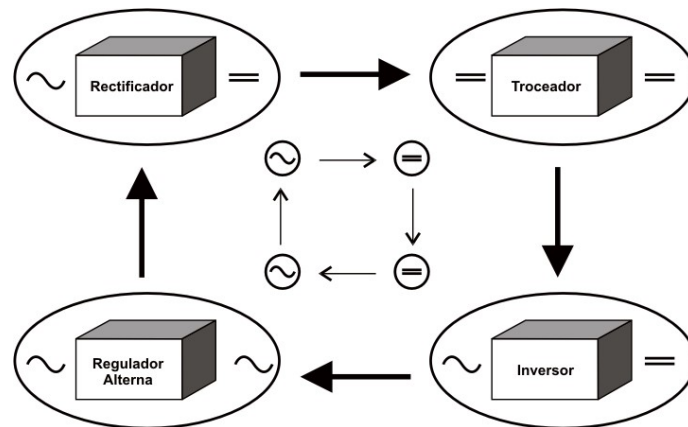 Rectificador
Troceador
Regulador
Alterna
Inversor